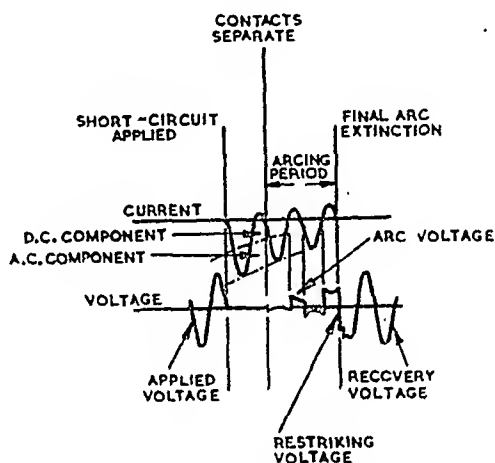 CONTACTS
SEPARATE
SHORT-CIRCUIT
APPLIED
FINAL ARC
EXTINCTION
ARCING
PERIOD
CURRENT
D.C. COMPONENT
A.C. COMPONENT
ARC VOLTAGE
VOLTAGE
APPLIED
VOLTAGE
RECOVERY
VOLTAGE
RESTRIKING
VOLTAGE